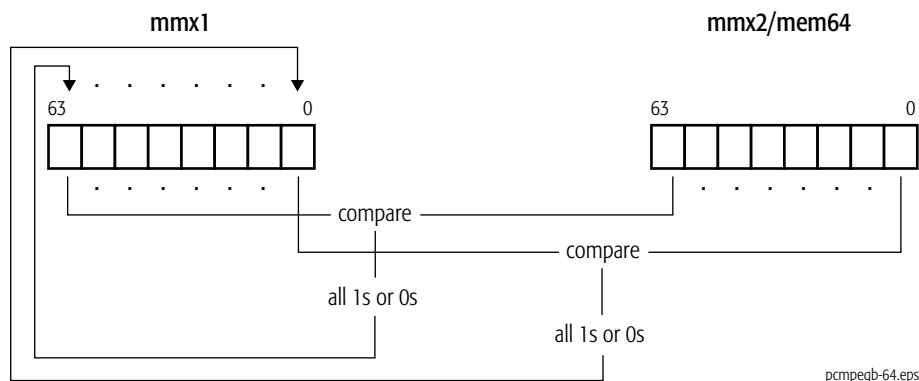 mmx1 mmx2/mem64
63 0 63 0
compare
compare
all 1s or 0s
all 1s or 0s
pcmpeqb-64.eps